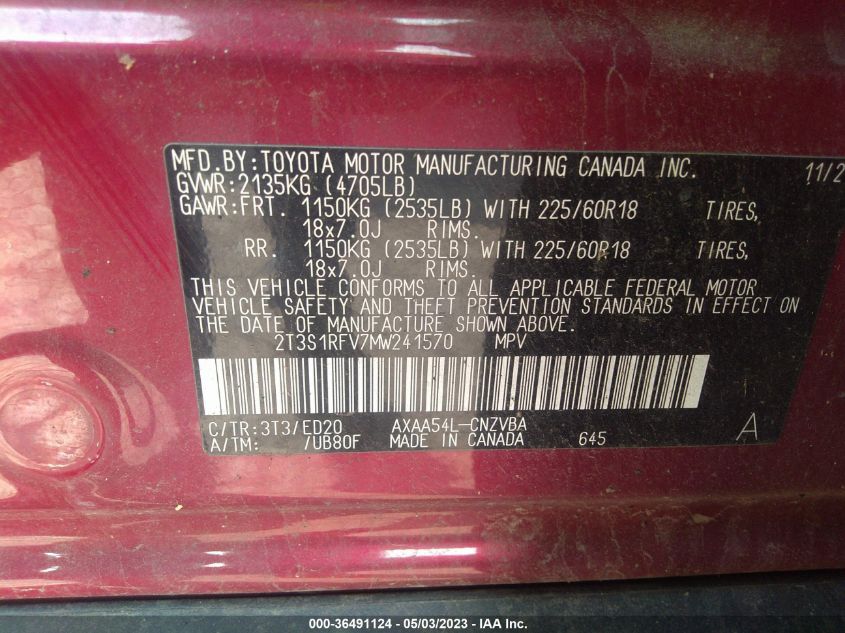 MFD.BY:TOYOTA MOTOR MANUFACTURING CANADA INC. 11/2
GVWR:2135KG (4705LB)
GAWR:FRT. 1150KG (2535LB) WITH 225/60R18 TIRES,
18x7.0J RIMS.
RR. 1150KG (2535LB) WITH 225/60R18 TIRES,
18x7.0J RIMS.
THIS VEHICLE CONFORMS TO ALL APPLICABLE FEDERAL MOTOR
VEHICLE SAFETY AND THEFT PREVENTION STANDARDS IN EFFECT ON
THE DATE OF MANUFACTURE SHOWN ABOVE.
2T3S1RFV7MW241570 MPV
C/TR:3T3/ED20 AXAA54L-CNZVBA
A/TM: /UB80F MADE IN CANADA 645 A
000-36491124 - 05/03/2023 - IAA Inc.